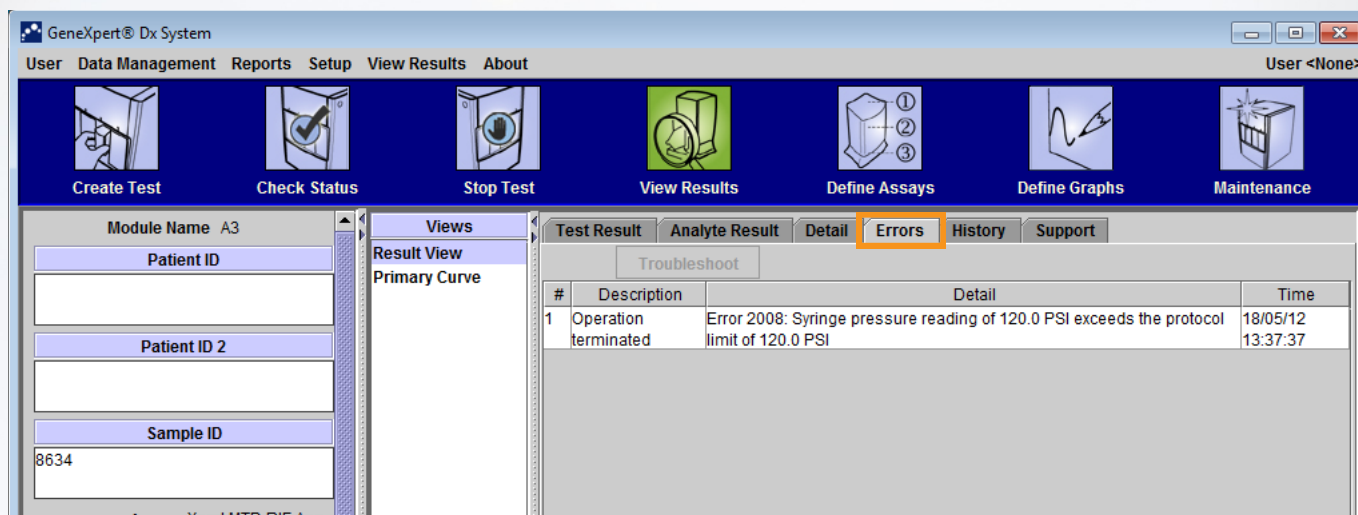 GeneXpert® Dx System
User Data Management Reports Setup View Results About User <None>
Create Test Check Status Stop Test View Results Define Assays Define Graphs Maintenance
Module Name A3
Patient ID
Patient ID 2
Sample ID
8634
Views
Result View
Primary Curve
Test Result Analyte Result Detail Errors History Support
Troubleshoot
# Description Detail Time
1 Operation Error 2008: Syringe pressure reading of 120.0 PSI exceeds the protocol 18/05/12
terminated limit of 120.0 PSI 13:37:37